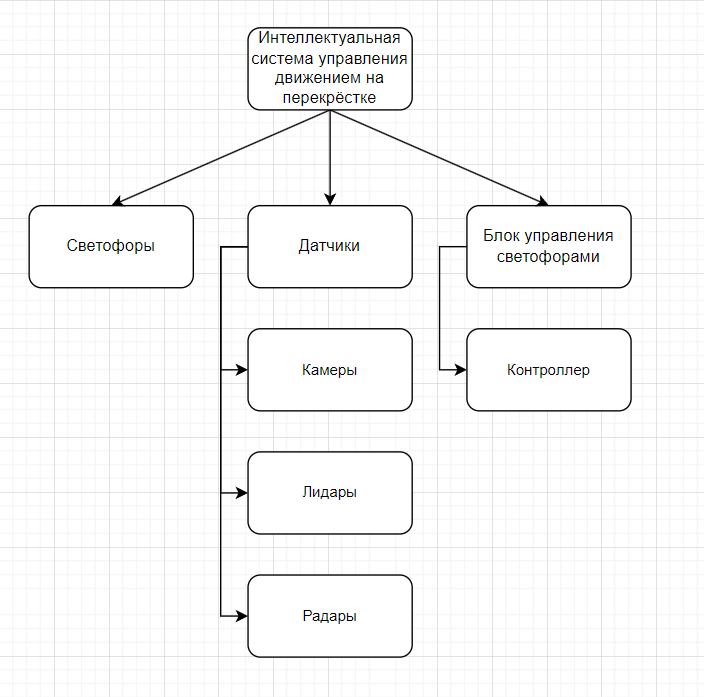 Интеллектуальная
система управления
движением на
перекрёстке
Светофоры
Датчики
Блок управления
светофорами
Камеры
Контроллер
Лидары
Радары